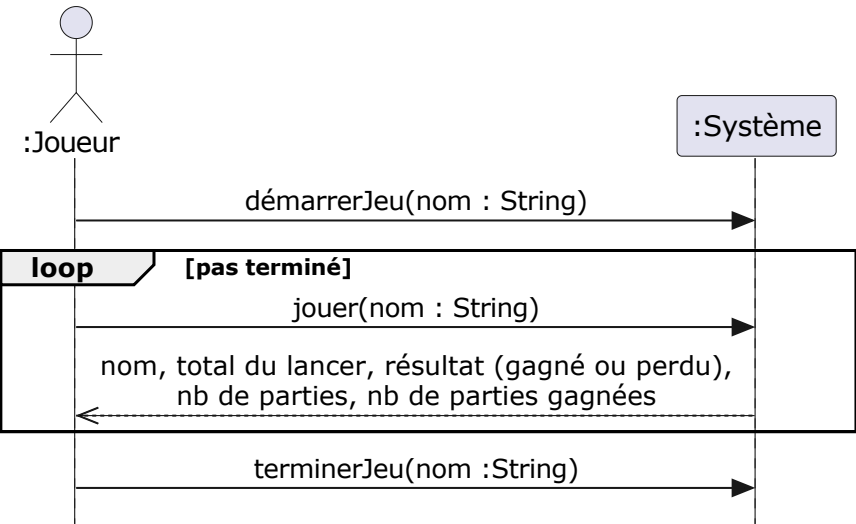 :Joueur
:Système
démarrerJeu(nom : String)
loop [pas terminé]
jouer(nom : String)
nom, total du lancer, résultat (gagné ou perdu),
nb de parties, nb de parties gagnées
terminerJeu(nom :String)